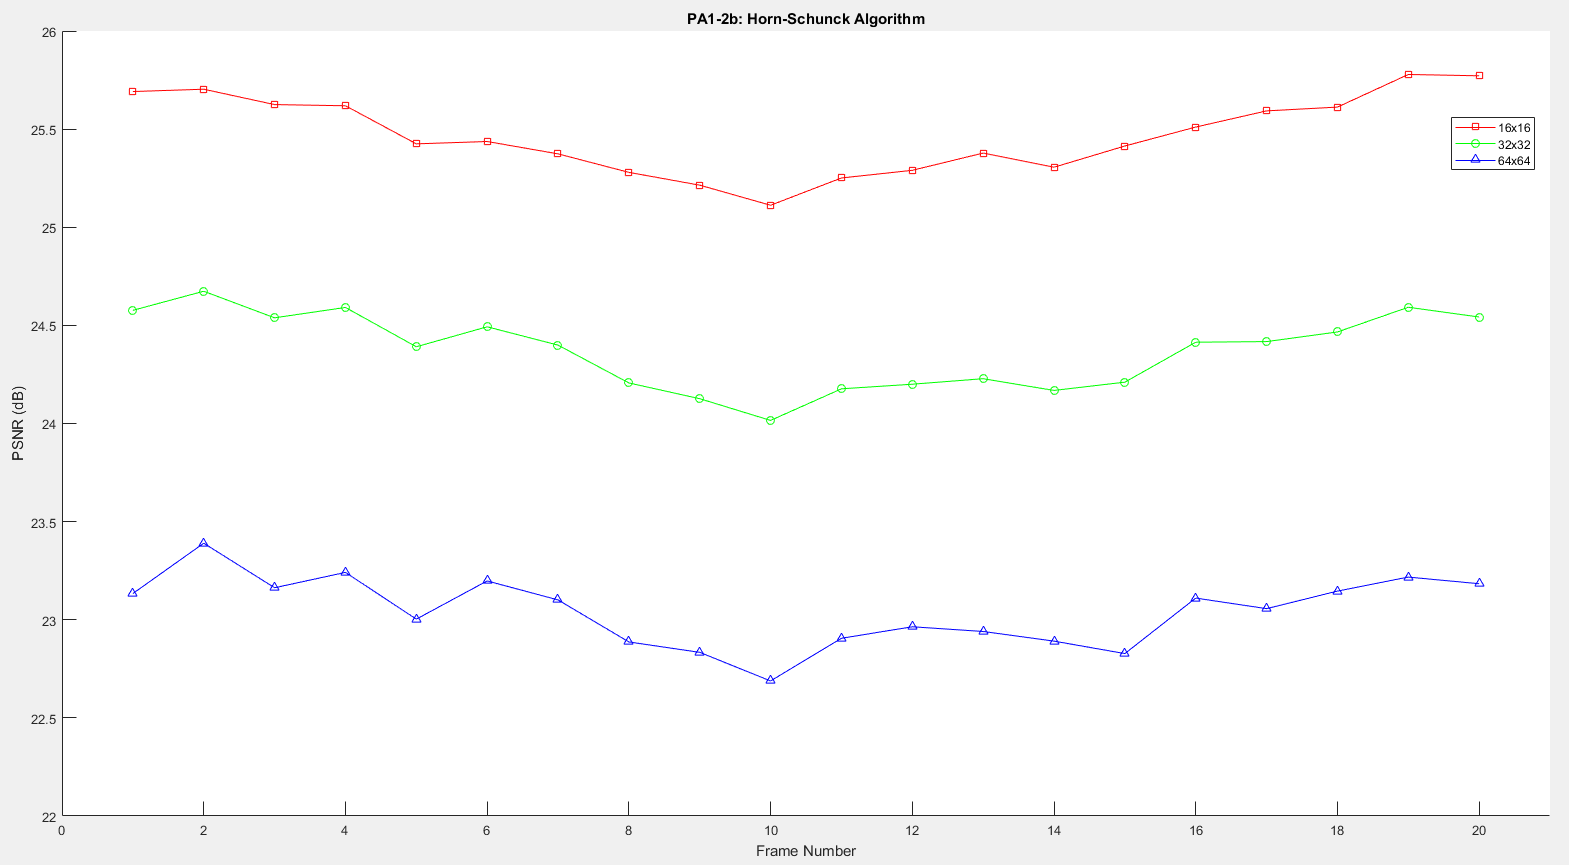 PA1-2b: Horn-Schunck Algorithm
26
25.5
25
24.5
24
23.5
23
22.5
22
PSNR (dB)
16x16
32x32
64x64
0 2 4 6 8 10 12 14 16 18 20
Frame Number